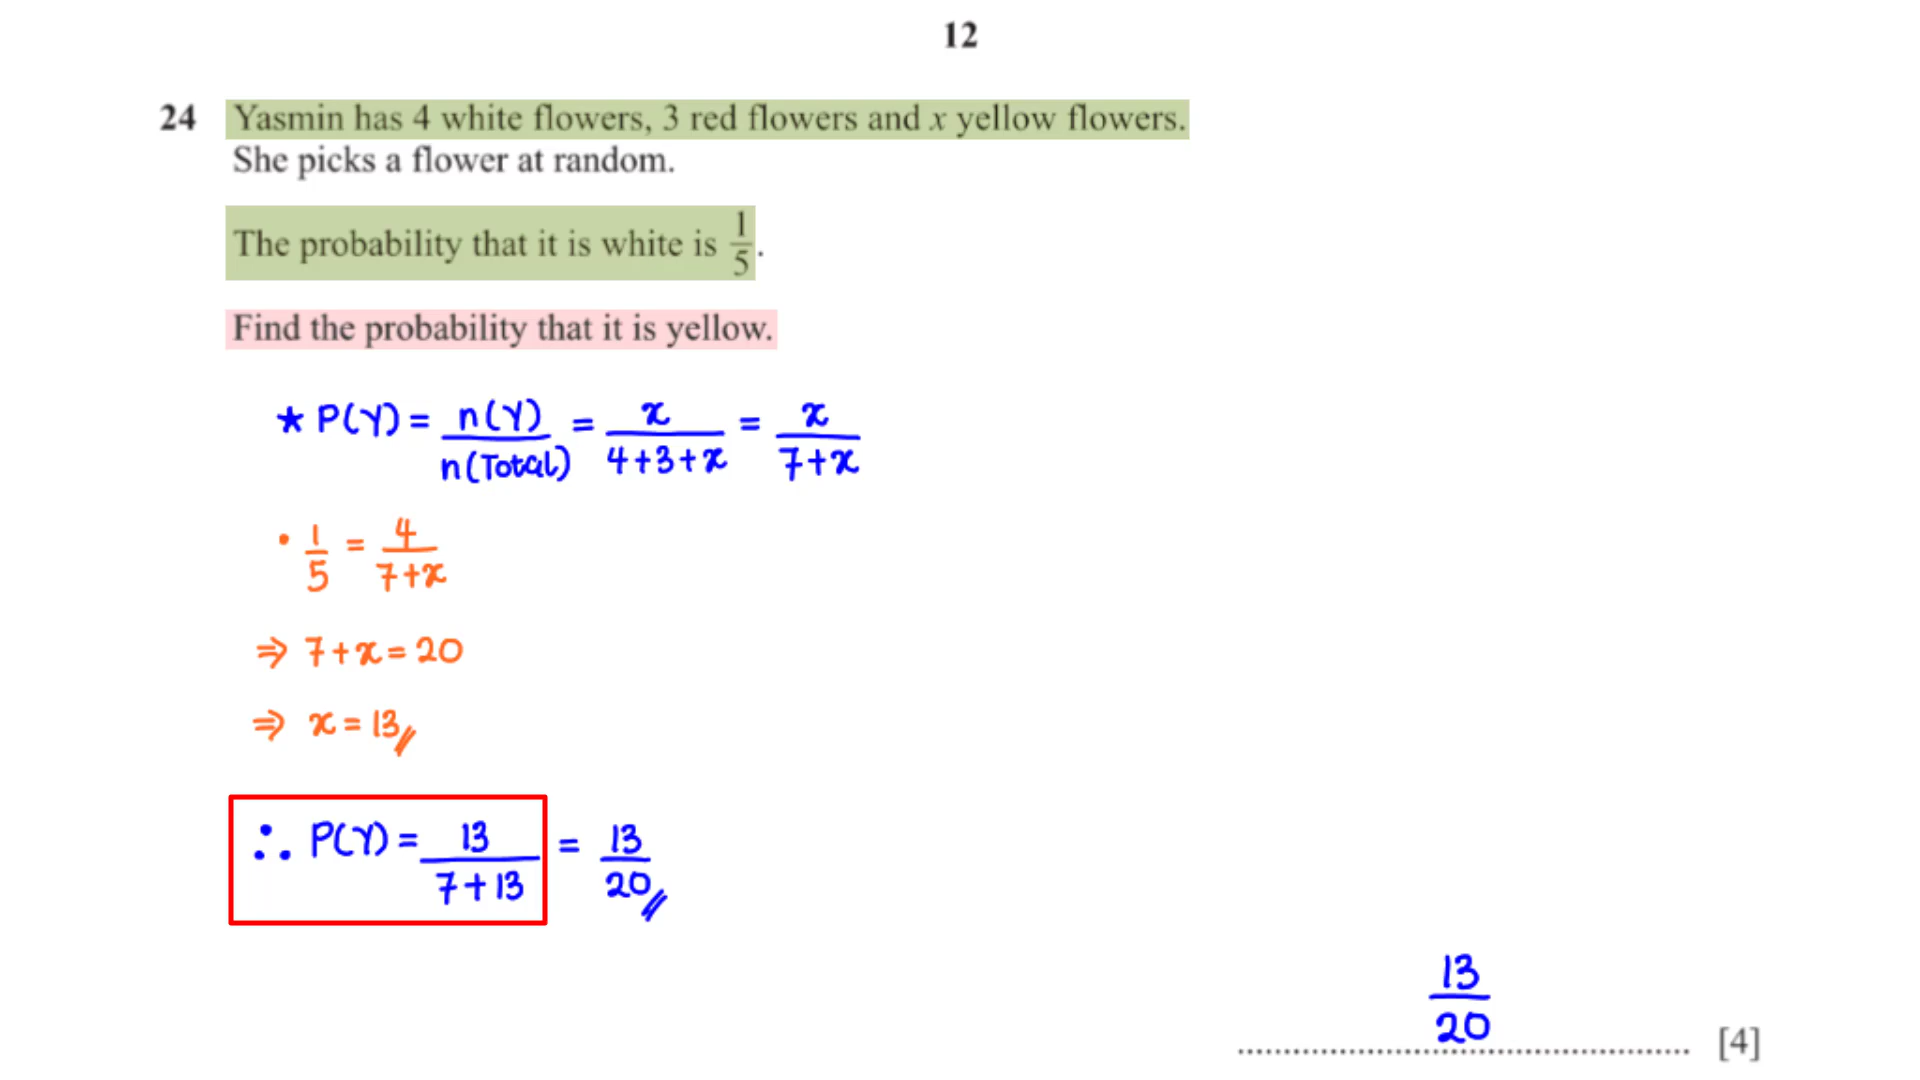 12
24 Yasmin has 4 white flowers, 3 red flowers and x yellow flowers.
She picks a flower at random.
The probability that it is white is 1/5.
Find the probability that it is yellow.
★ P(Y) = n(Y)/n(Total) = x/(4+3+x) = x/(7+x)
• 1/5 = 4/(7+x)
⇒ 7+x = 20
⇒ x = 13//
∴ P(Y) = 13/(7+13) = 13/20//
13/20
.................................................. [4]